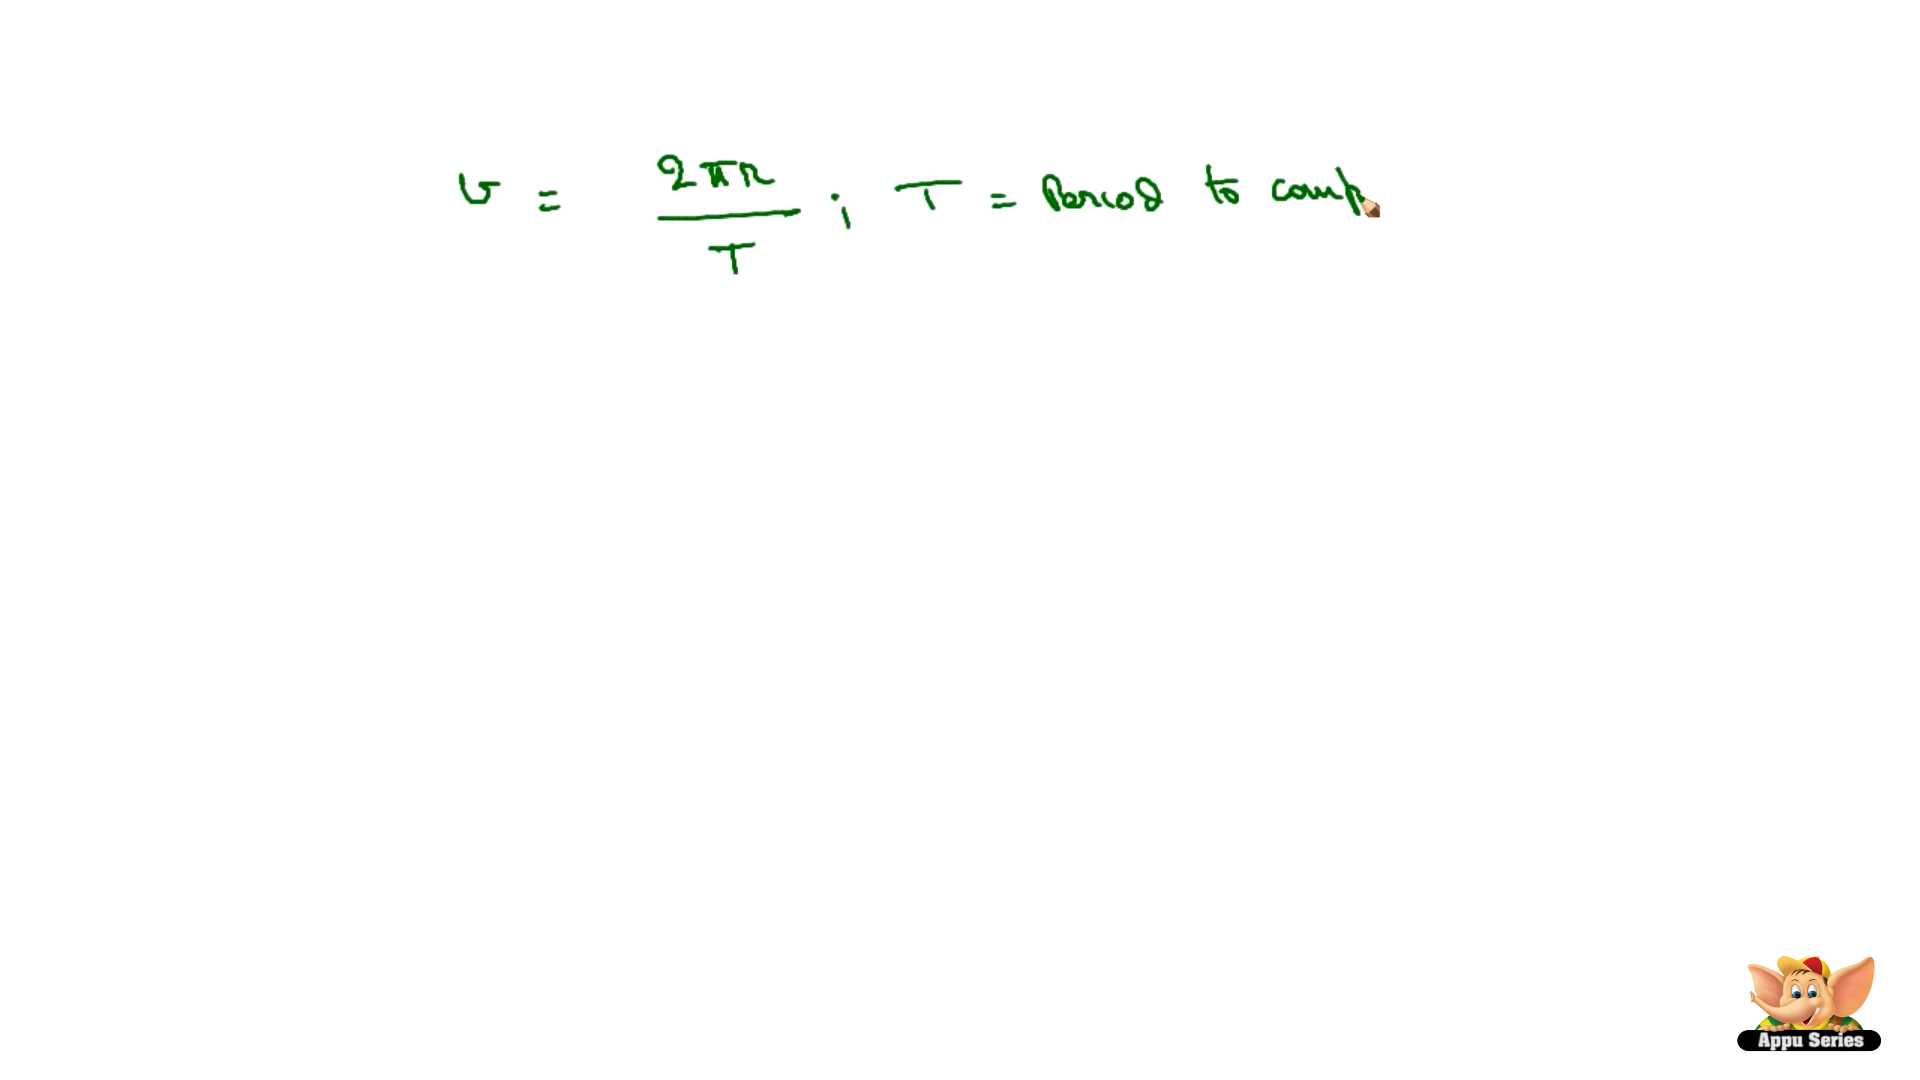 v = 2πr / T ; T = Period to comp
Appu Series